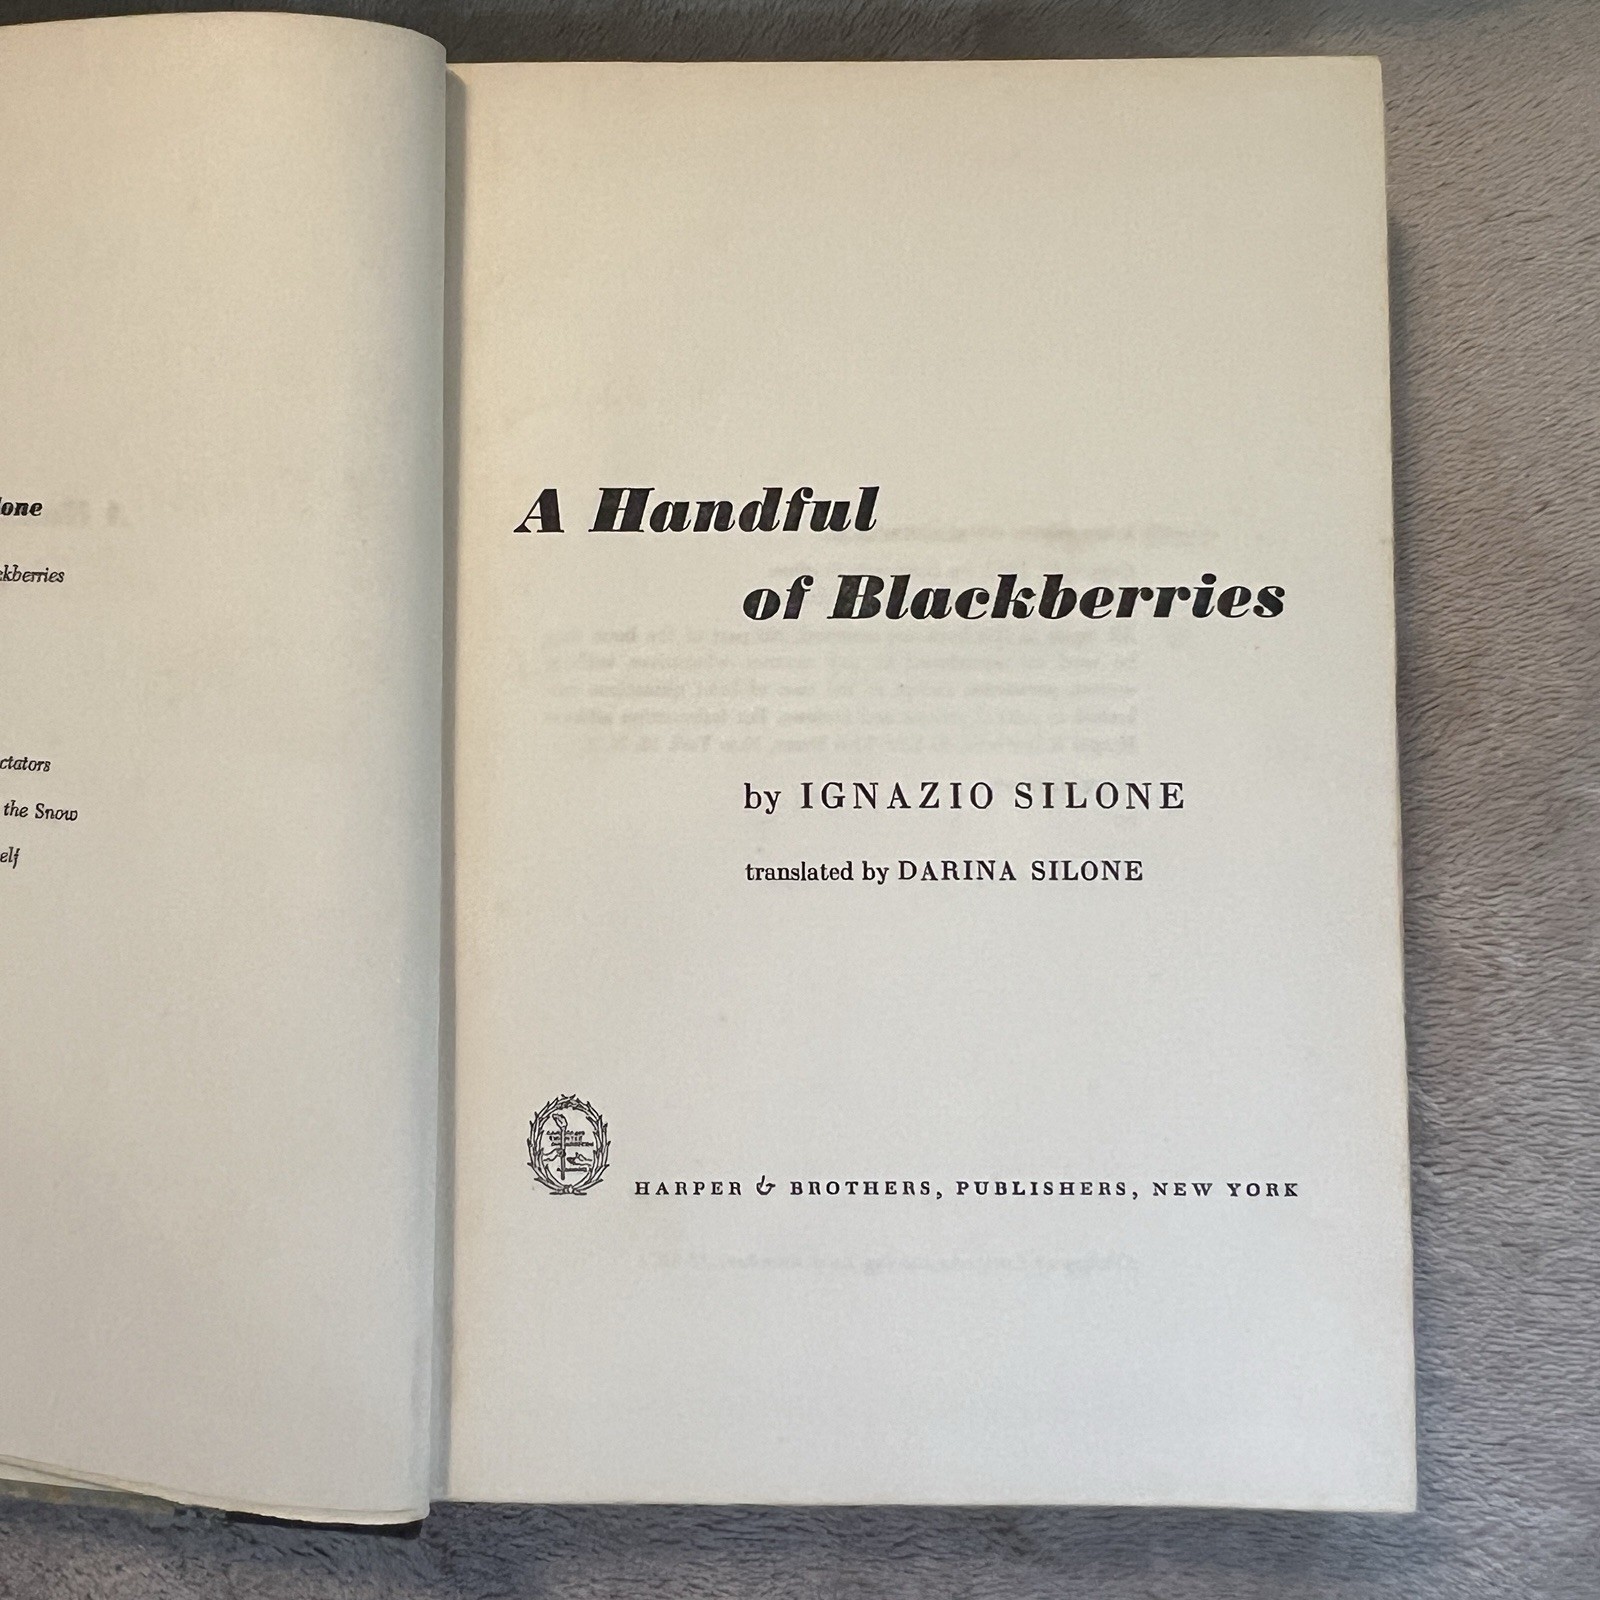 lone
ckberries
ctators
the Snow
elf
A Handful
of Blackberries
by IGNAZIO SILONE
translated by DARINA SILONE
HARPER & BROTHERS, PUBLISHERS, NEW YORK